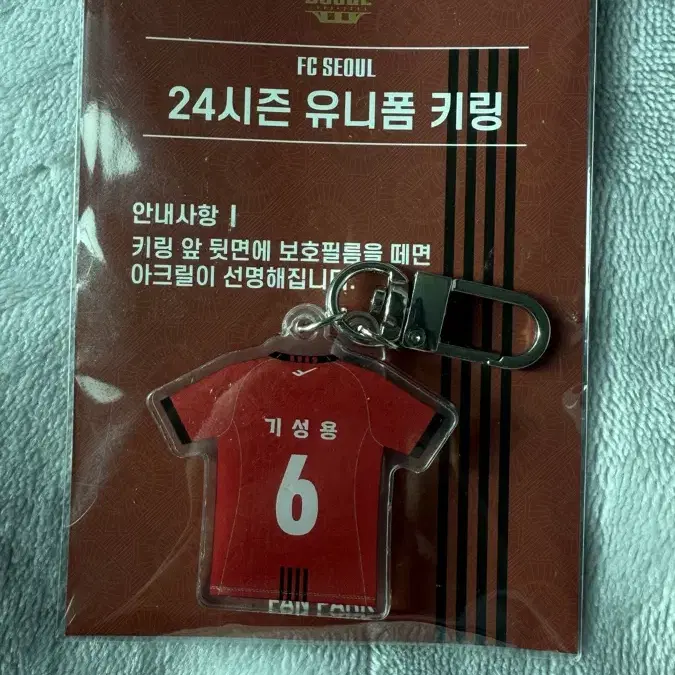 FC SEOUL
24시즌 유니폼 키링
안내사항 |
키링 앞 뒷면에 보호필름을 떼면
아크릴이 선명해집니다.
기성용
6
FAN PARK